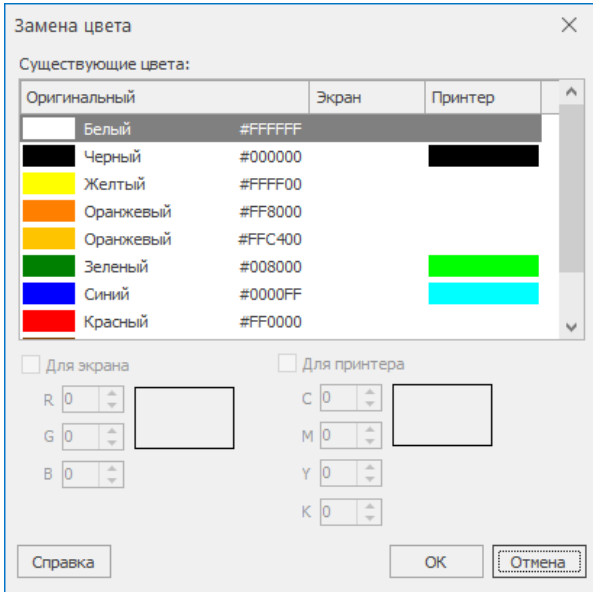 Замена цвета
Существующие цвета:
Оригинальный Экран Принтер
Белый #FFFFFF
Черный #000000
Желтый #FFFF00
Оранжевый #FF8000
Оранжевый #FFC400
Зеленый #008000
Синий #0000FF
Красный #FF0000
Для экрана Для принтера
R 0 C 0
G 0 M 0
B 0 Y 0
K 0
Справка ОК Отмена